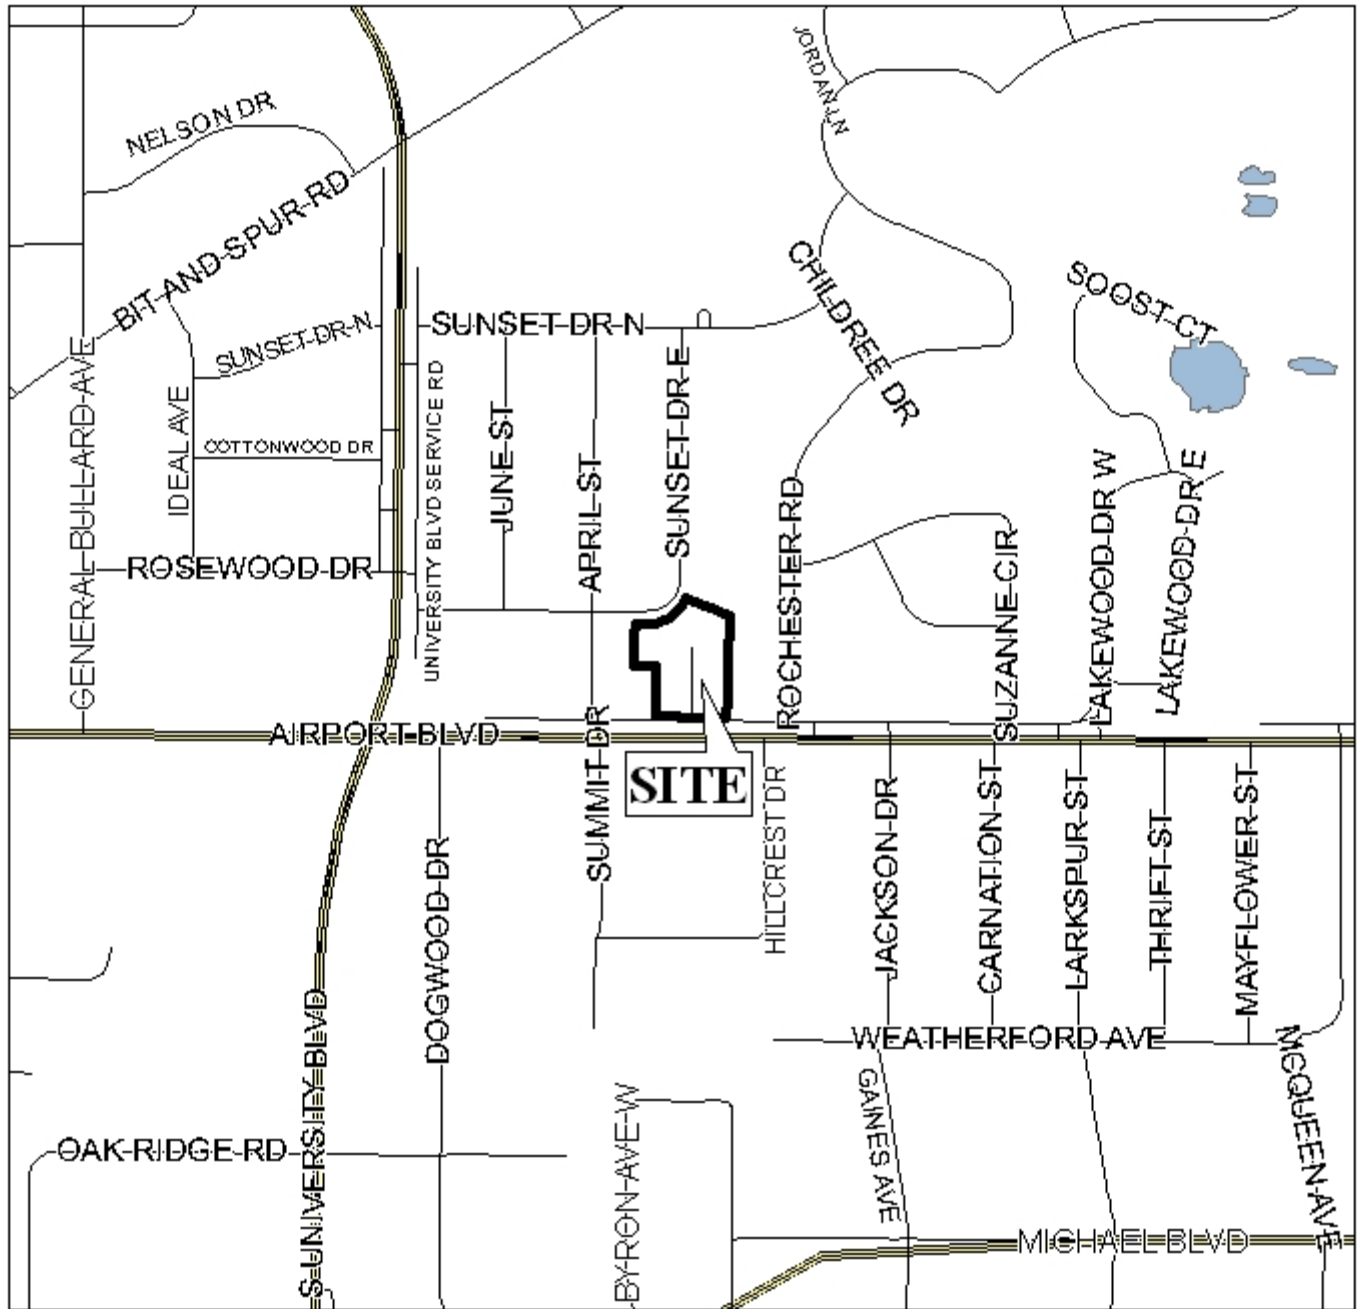 JORDAN LN
NELSON DR
BIT AND SPUR RD
CHILDREE DR
SOOST CT
SUNSET DR N
SUNSET DR N
GENERAL BULLARD AVE
IDEAL AVE
COTTONWOOD DR
UNIVERSITY BLVD SERVICE RD
JUNE ST
APRIL ST
SUNSET DR E
ROCHESTER RD
LAKEWOOD DR W
LAKEWOOD DR E
SUZANNE CIR
ROSEWOOD DR
AIRPORT BLVD
SITE
SUMMIT DR
HILLCREST DR
JACKSON DR
CARNATION ST
LARKSPUR ST
THRIFT ST
MAYFLOWER ST
DOGWOOD DR
S UNIVERSITY BLVD
WEATHERFORD AVE
GAINES AVE
MCQUEEN AVE
BYRON AVE W
OAK RIDGE RD
MICHAEL BLVD